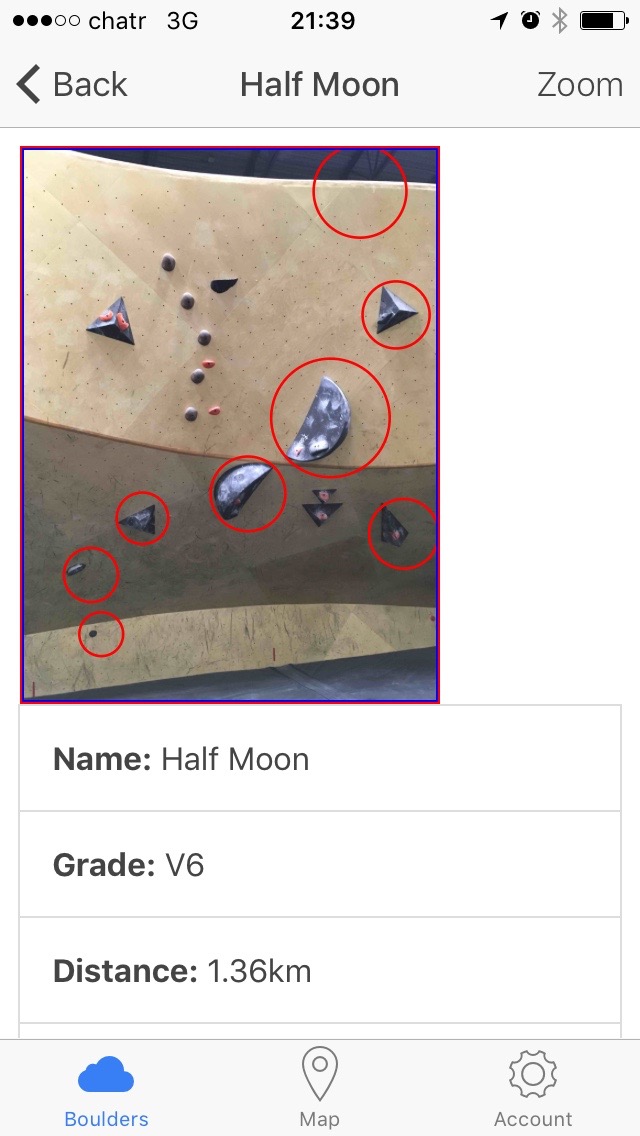 chatr 3G 21:39
Back Half Moon Zoom
Name: Half Moon
Grade: V6
Distance: 1.36km
Boulders Map Account